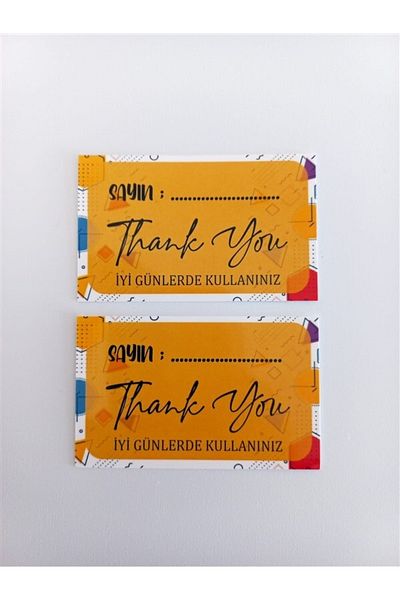 SAYIN ; ........................
Thank You
İYİ GÜNLERDE KULLANINIZ
SAYIN ; ........................
Thank You
İYİ GÜNLERDE KULLANINIZ